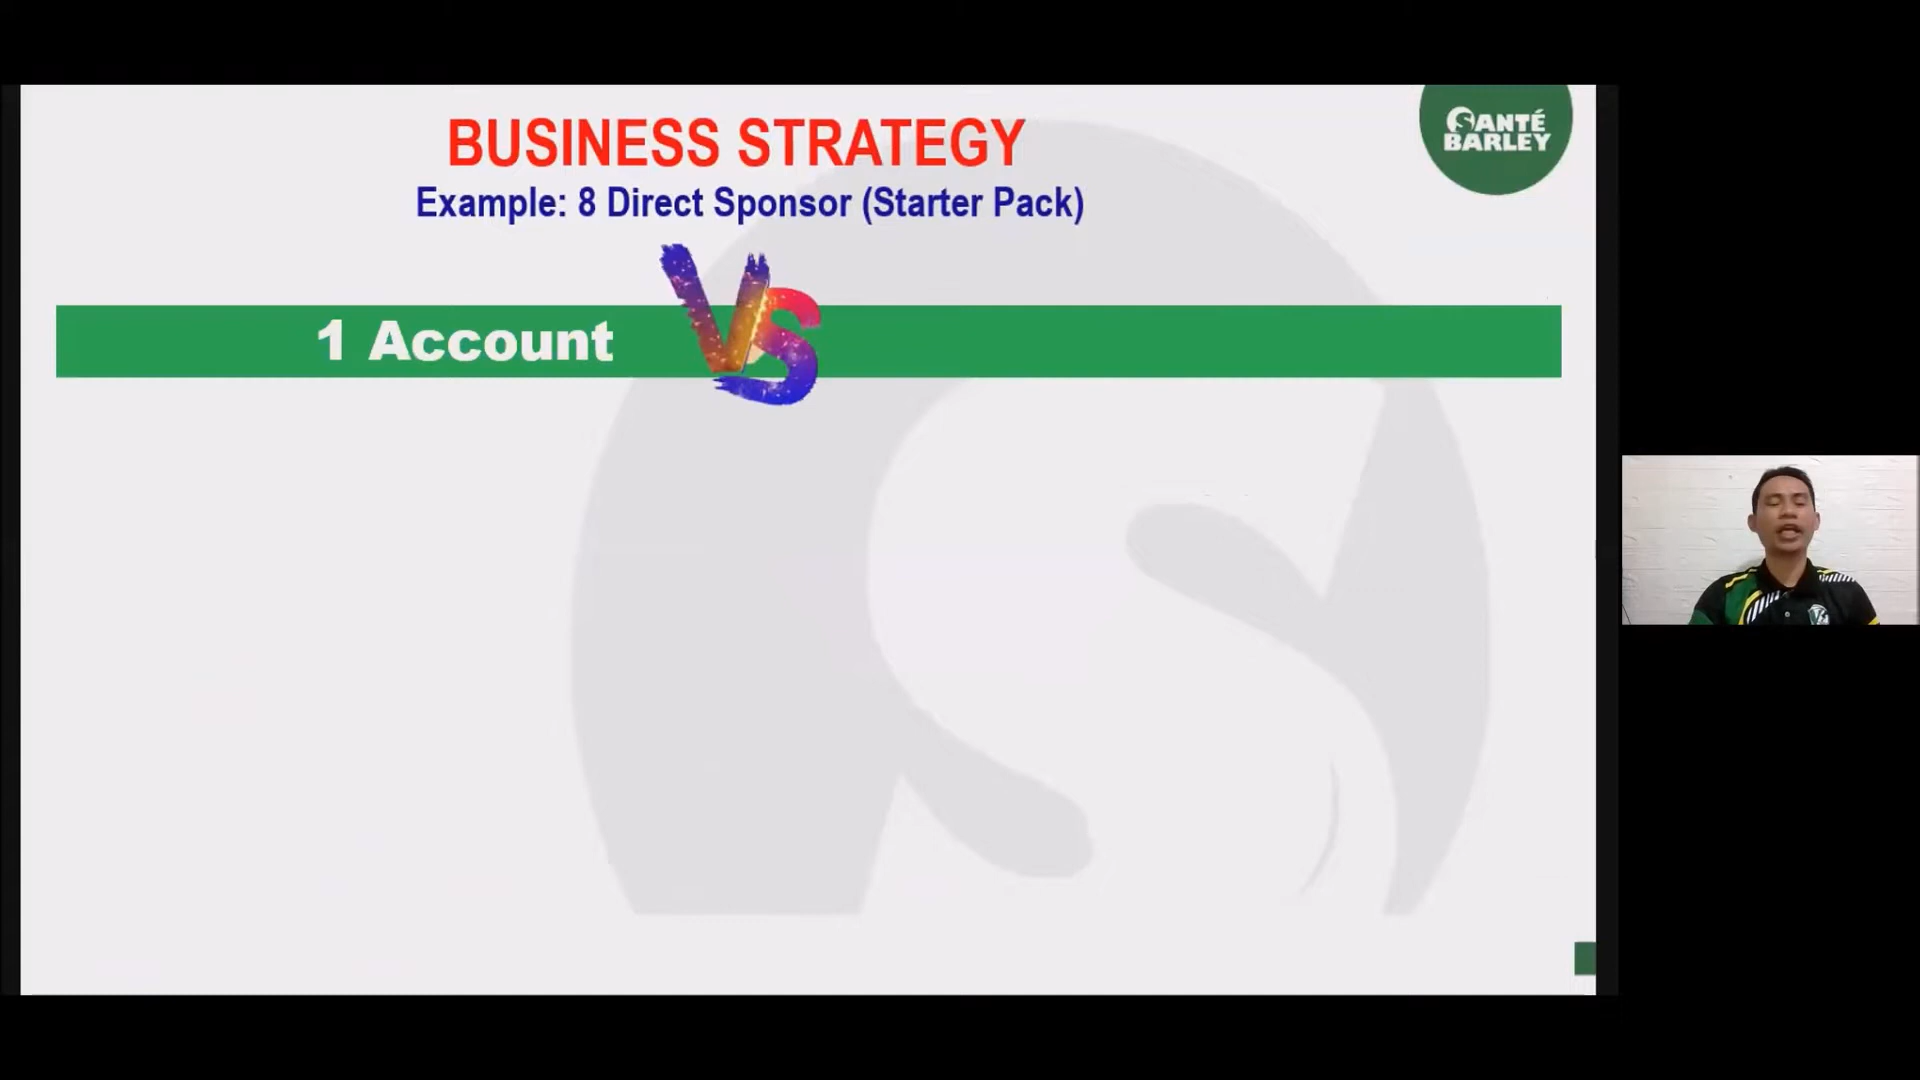 BUSINESS STRATEGY
Example: 8 Direct Sponsor (Starter Pack)
SANTÉ
BARLEY
1 Account
VS